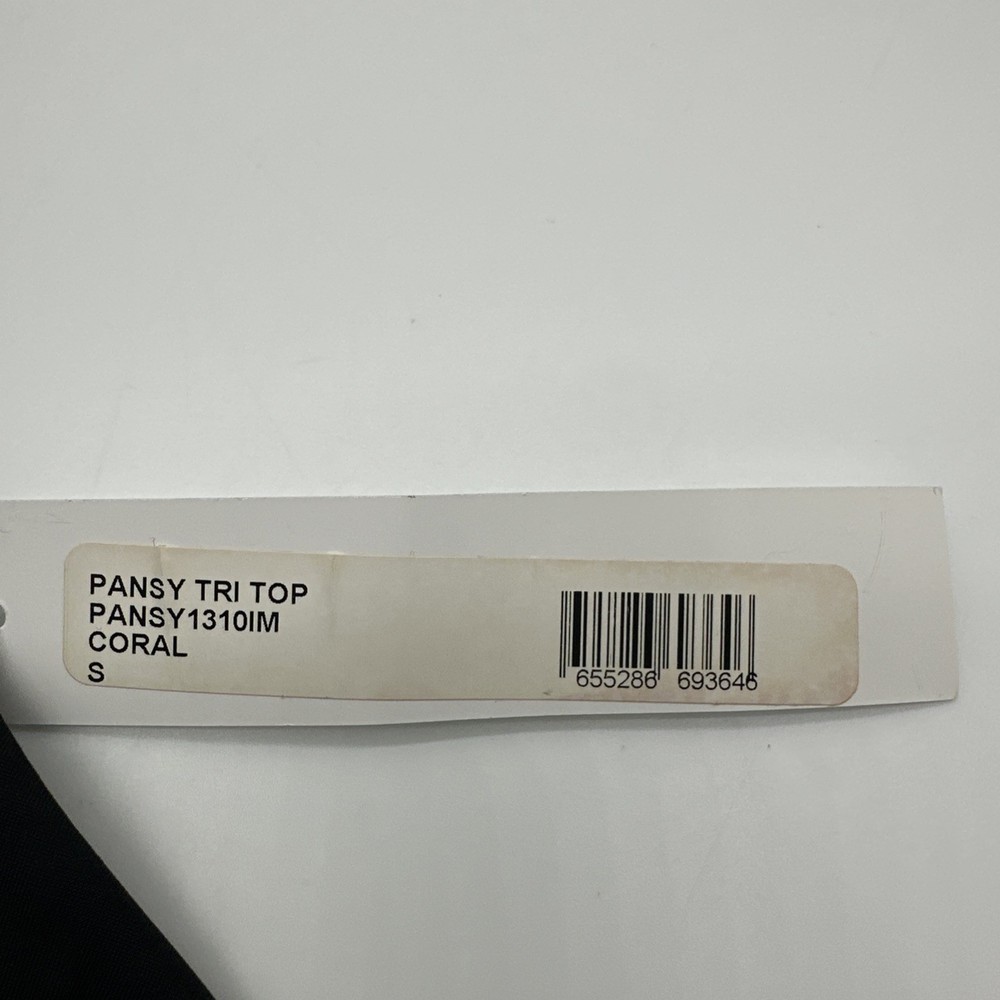 PANSY TRI TOP
PANSY1310IM
CORAL
S
655286 693646